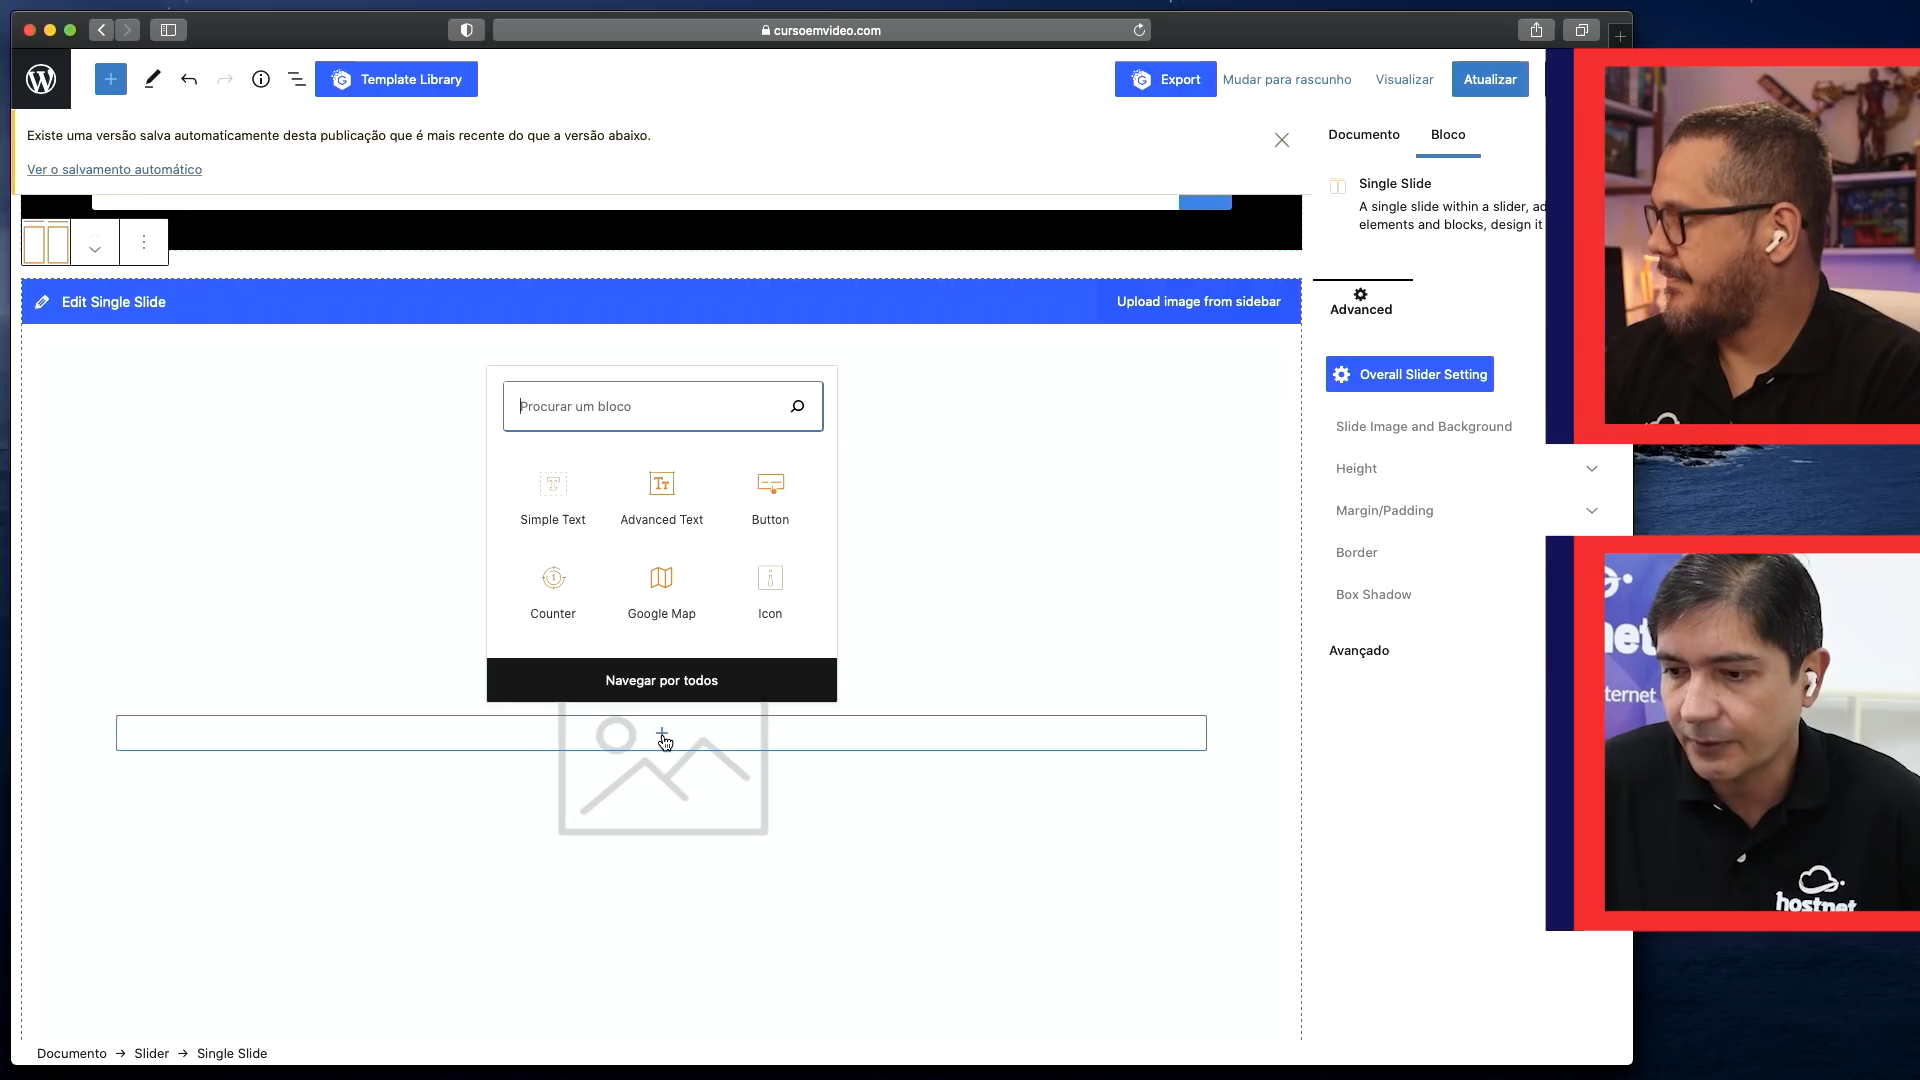 cursoemvideo.com
Template Library
Export
Mudar para rascunho
Visualizar
Atualizar
Existe uma versão salva automaticamente desta publicação que é mais recente do que a versão abaixo.
Ver o salvamento automático
Documento
Bloco
Single Slide
A single slide within a slider, ad
elements and blocks, design it
Edit Single Slide
Upload image from sidebar
Advanced
Overall Slider Setting
Slide Image and Background
Height
Margin/Padding
Border
Box Shadow
Avançado
Procurar um bloco
Simple Text
Advanced Text
Button
Counter
Google Map
Icon
Navegar por todos
net
ternet
hostnet
Documento → Slider → Single Slide